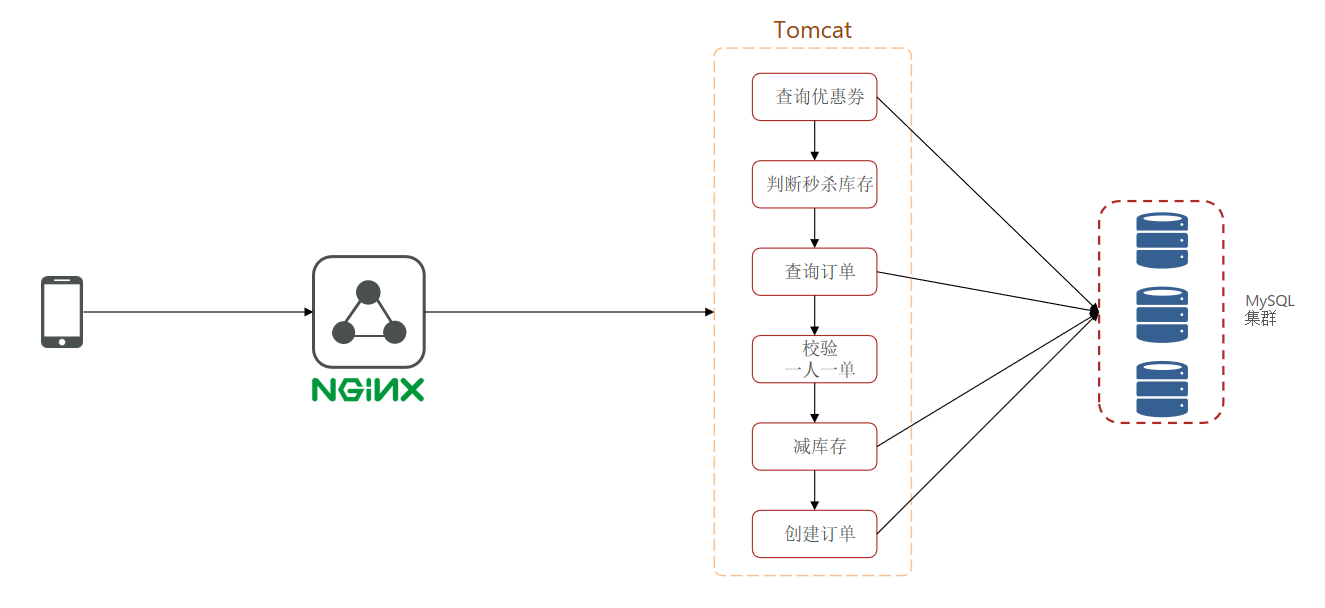 Tomcat
查询优惠券
判断秒杀库存
查询订单
校验
一人一单
减库存
创建订单
NGiNX
MySQL
集群